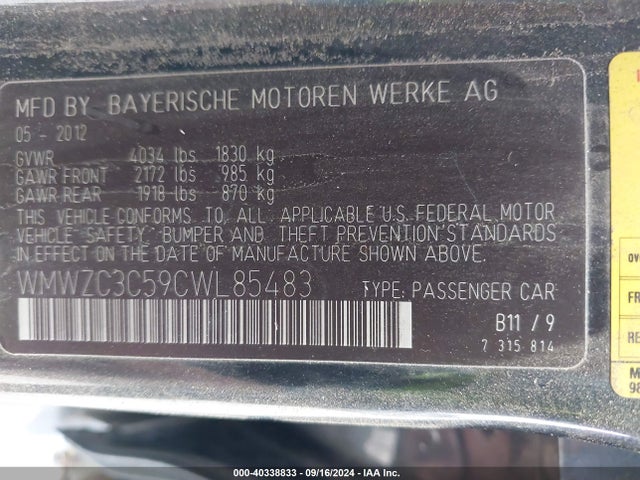 MFD BY BAYERISCHE MOTOREN WERKE AG
05 - 2012
GVWR 4034 lbs 1830 kg
GAWR FRONT 2172 lbs 985 kg
GAWR REAR 1918 lbs 870 kg
THIS VEHICLE CONFORMS TO ALL APPLICABLE U.S. FEDERAL MOTOR
VEHICLE SAFETY, BUMPER AND THEFT PREVENTION STANDARDS
IN EFFECT ON THE DATE OF MANUFACTURE SHOWN ABOVE.
WMWZC3C59CWL85483 TYPE: PASSENGER CAR
B11 / 9
7 315 814
000-40338833 - 09/16/2024 - IAA Inc.